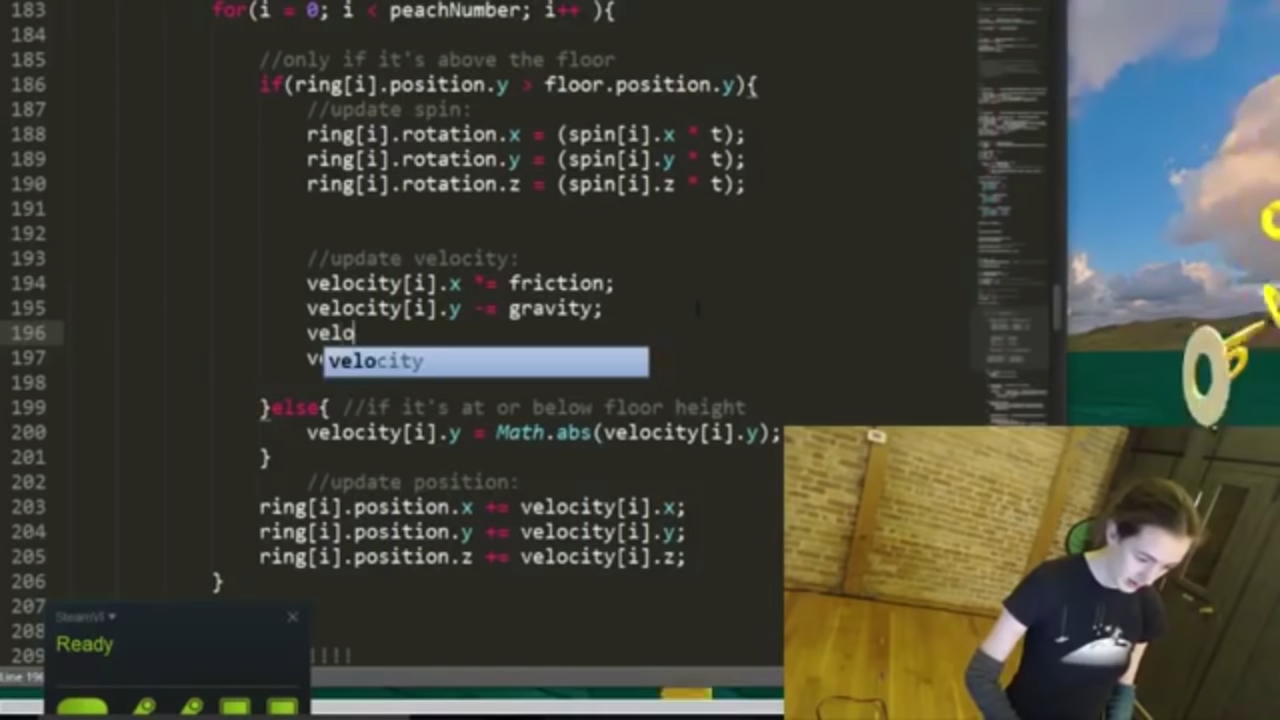 183 for(i = 0; i < peachNumber; i++ ){
184
185 //only if it's above the floor
186 if(ring[i].position.y > floor.position.y){
187 //update spin:
188 ring[i].rotation.x = (spin[i].x * t);
189 ring[i].rotation.y = (spin[i].y * t);
190 ring[i].rotation.z = (spin[i].z * t);
191
192
193 //update velocity:
194 velocity[i].x *= friction;
195 velocity[i].y -= gravity;
196 velo
velocity
197
198
199 }else{ //if it's at or below floor height
200 velocity[i].y = Math.abs(velocity[i].y);
201 }
202 //update position:
203 ring[i].position.x += velocity[i].x;
204 ring[i].position.y += velocity[i].y;
205 ring[i].position.z += velocity[i].z;
206 }
207
208
209 !!!!
SteamVR
Ready
Line 196